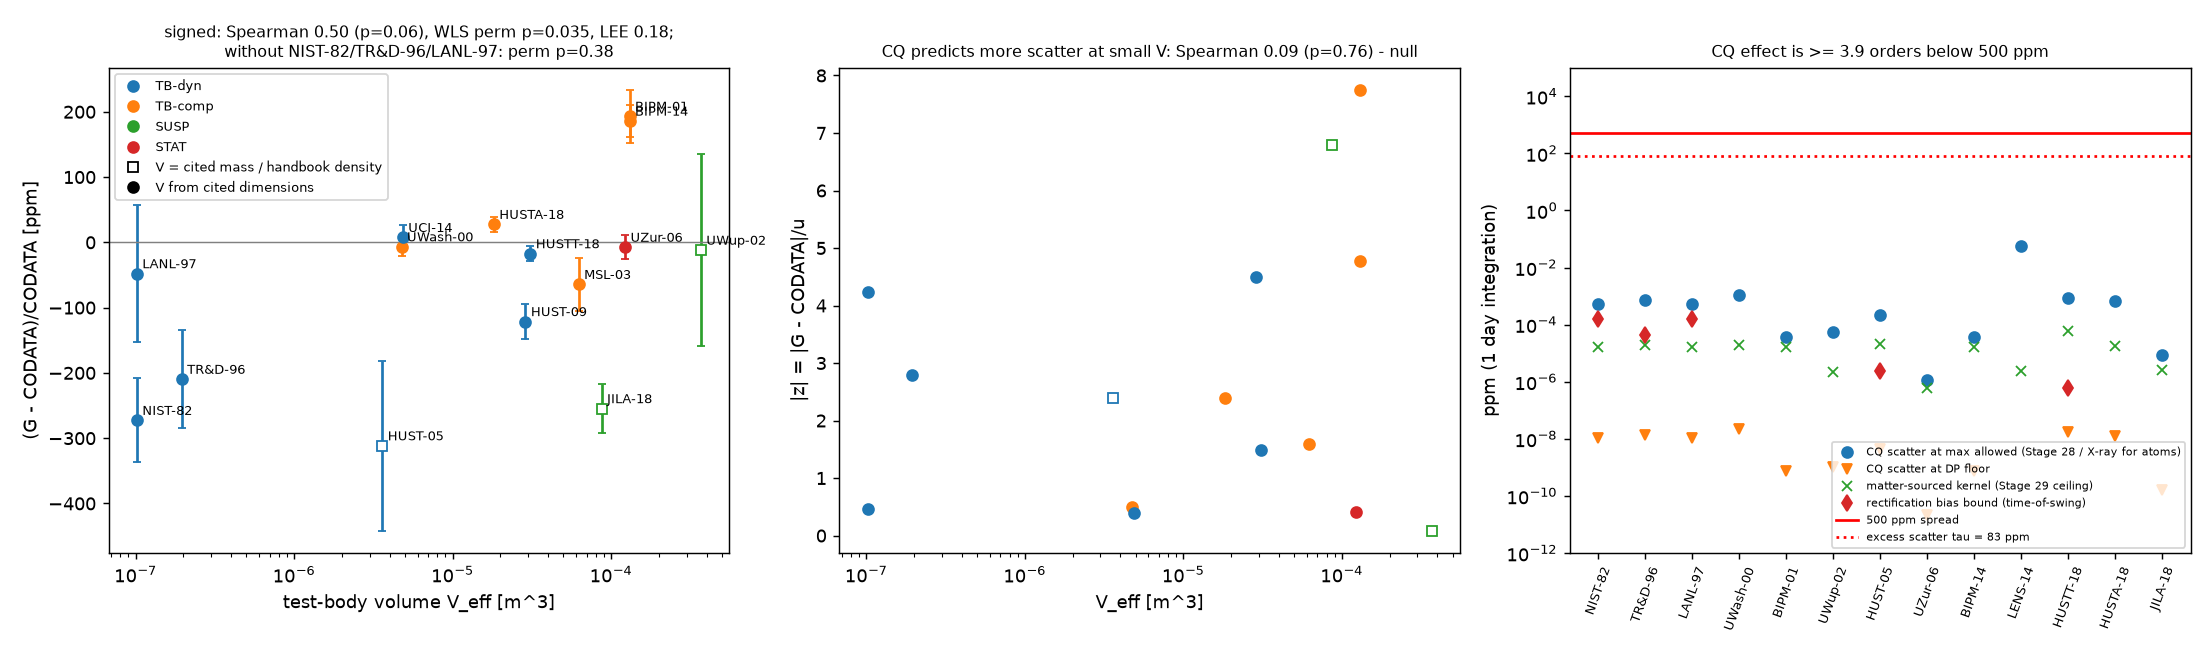 signed: Spearman 0.50 (p=0.06), WLS perm p=0.035, LEE 0.18;
without NIST-82/TR&D-96/LANL-97: perm p=0.38
(G - CODATA)/CODATA [ppm]
200
100
0
−100
−200
−300
−400
TB-dyn
TB-comp
SUSP
STAT
V = cited mass / handbook density
V from cited dimensions
BIPM-01
BIPM-14
HUSTA-18
UCI-14
UWash-00
HUSTT-18
UZur-06
UWup-02
LANL-97
MSL-03
HUST-09
TR&D-96
JILA-18
NIST-82
HUST-05
10^-7
10^-6
10^-5
10^-4
test-body volume V_eff [m^3]
CQ predicts more scatter at small V: Spearman 0.09 (p=0.76) - null
|z| = |G - CODATA|/u
8
7
6
5
4
3
2
1
0
10^-7
10^-6
10^-5
10^-4
V_eff [m^3]
CQ effect is >= 3.9 orders below 500 ppm
ppm (1 day integration)
10^4
10^2
10^0
10^-2
10^-4
10^-6
10^-8
10^-10
10^-12
CQ scatter at max allowed (Stage 28 / X-ray for atoms)
CQ scatter at DP floor
matter-sourced kernel (Stage 29 ceiling)
rectification bias bound (time-of-swing)
500 ppm spread
excess scatter tau = 83 ppm
NIST-82
TR&D-96
LANL-97
UWash-00
BIPM-01
UWup-02
HUST-05
UZur-06
BIPM-14
LENS-14
HUSTT-18
HUSTA-18
JILA-18